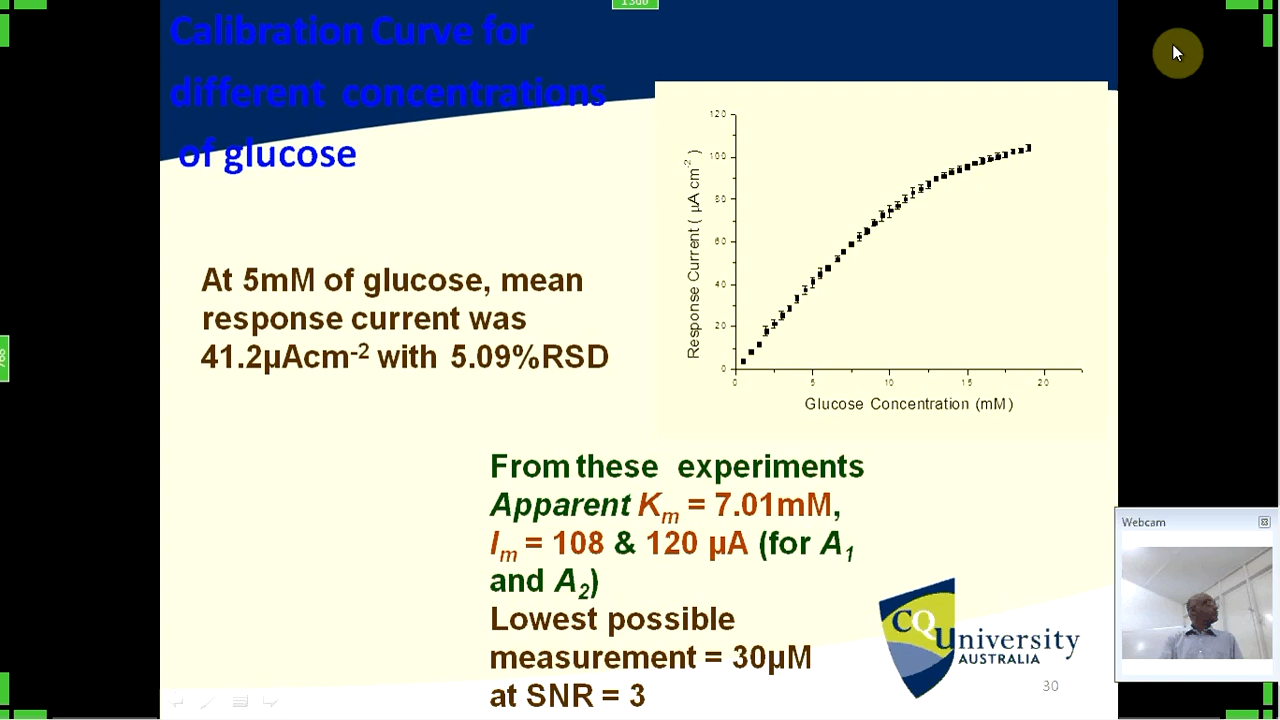 Calibration Curve for
different concentrations
of glucose
120
100
80
60
40
20
0
Response Current ( µA cm-2 )
0 5 10 15 20
Glucose Concentration (mM)
At 5mM of glucose, mean
response current was
41.2µAcm-2 with 5.09%RSD
From these experiments
Apparent Km = 7.01mM,
Im = 108 & 120 µA (for A1
and A2)
Lowest possible
measurement = 30µM
at SNR = 3
CQUniversity
AUSTRALIA
30
Webcam